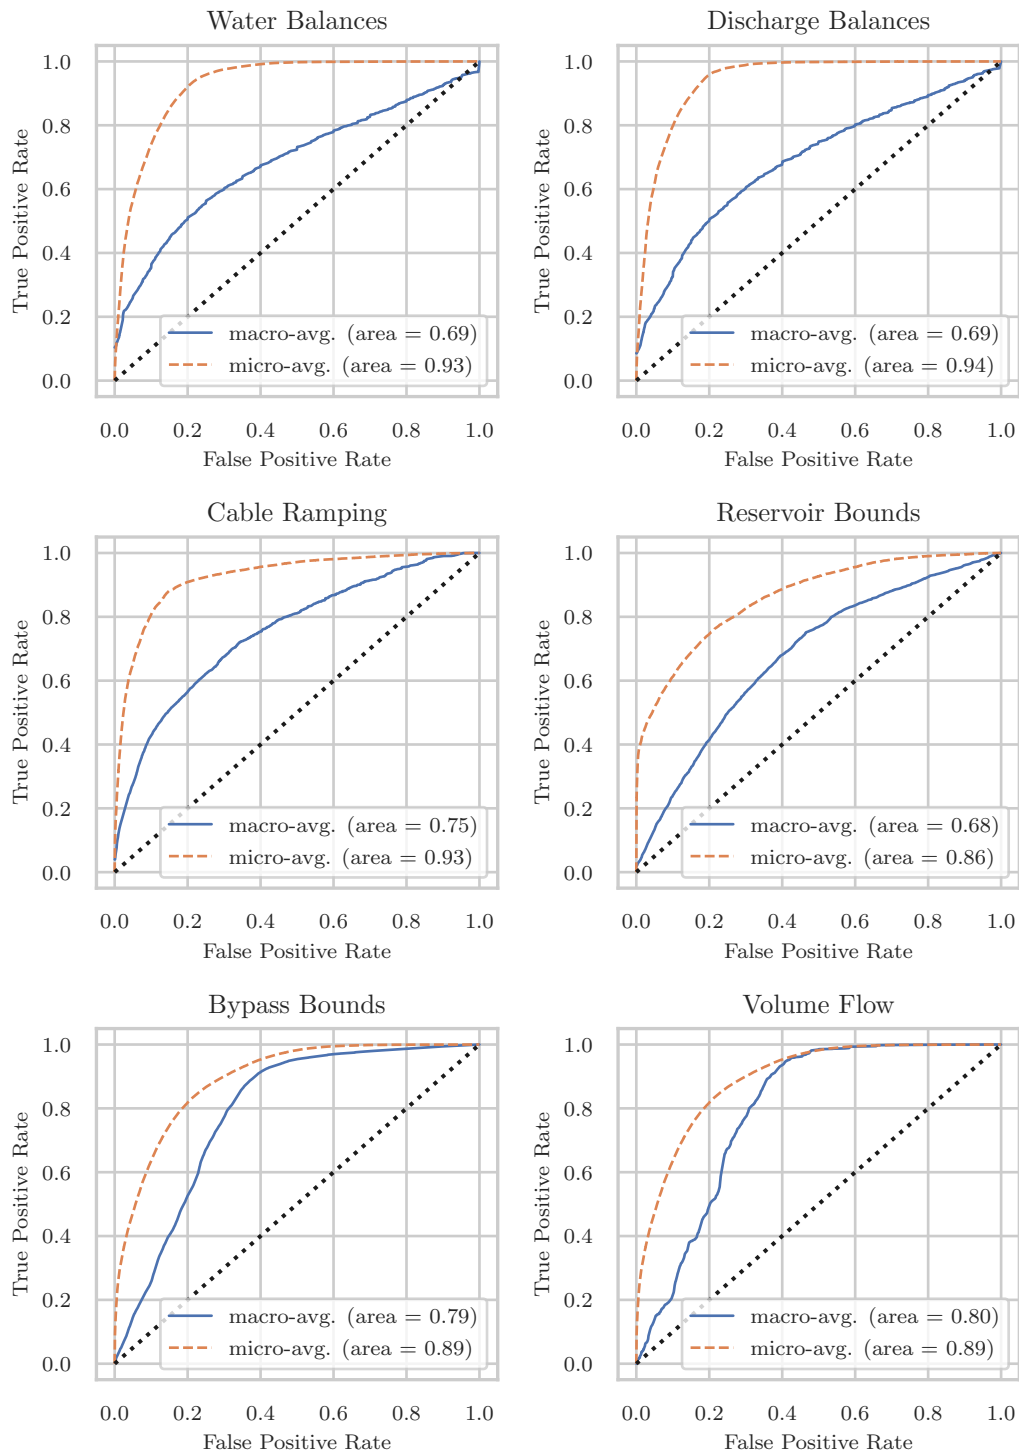 Water Balances
True Positive Rate
1.0
0.8
0.6
0.4
0.2
0.0
macro-avg. (area = 0.69)
micro-avg. (area = 0.93)
0.0 0.2 0.4 0.6 0.8 1.0
False Positive Rate
Discharge Balances
True Positive Rate
1.0
0.8
0.6
0.4
0.2
0.0
macro-avg. (area = 0.69)
micro-avg. (area = 0.94)
0.0 0.2 0.4 0.6 0.8 1.0
False Positive Rate
Cable Ramping
True Positive Rate
1.0
0.8
0.6
0.4
0.2
0.0
macro-avg. (area = 0.75)
micro-avg. (area = 0.93)
0.0 0.2 0.4 0.6 0.8 1.0
False Positive Rate
Reservoir Bounds
True Positive Rate
1.0
0.8
0.6
0.4
0.2
0.0
macro-avg. (area = 0.68)
micro-avg. (area = 0.86)
0.0 0.2 0.4 0.6 0.8 1.0
False Positive Rate
Bypass Bounds
True Positive Rate
1.0
0.8
0.6
0.4
0.2
0.0
macro-avg. (area = 0.79)
micro-avg. (area = 0.89)
0.0 0.2 0.4 0.6 0.8 1.0
False Positive Rate
Volume Flow
True Positive Rate
1.0
0.8
0.6
0.4
0.2
0.0
macro-avg. (area = 0.80)
micro-avg. (area = 0.89)
0.0 0.2 0.4 0.6 0.8 1.0
False Positive Rate